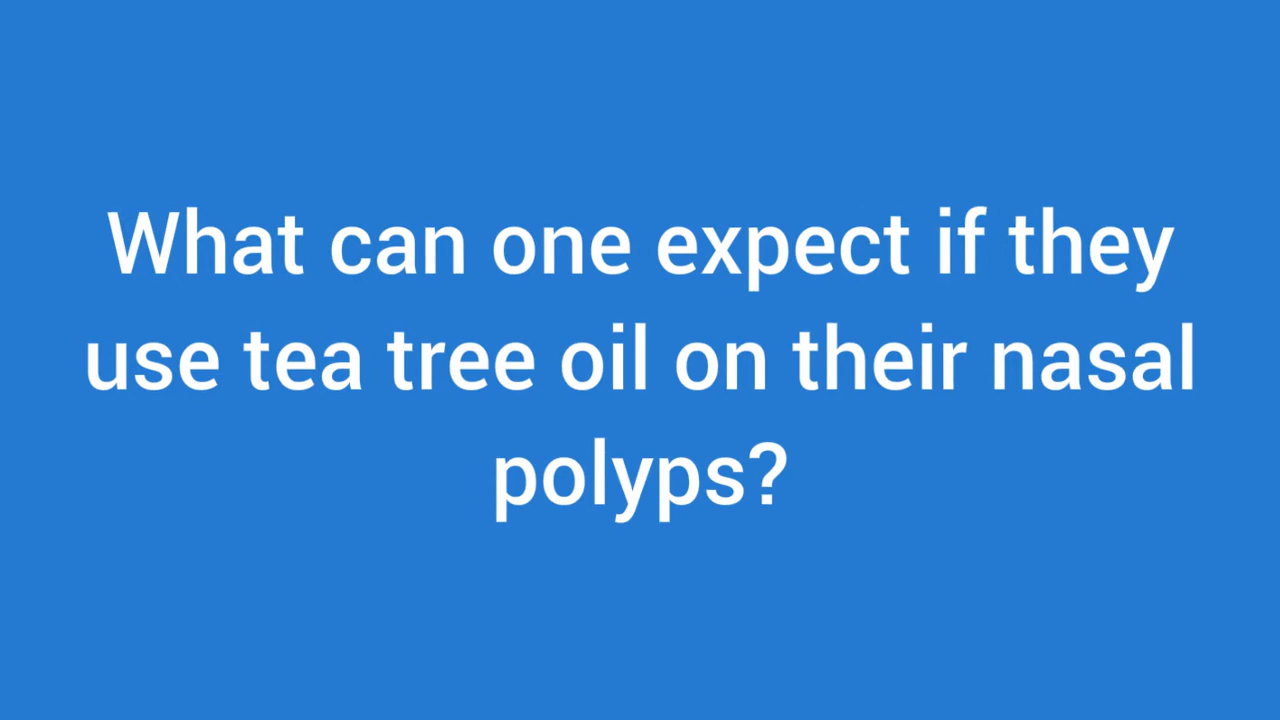 What can one expect if they
use tea tree oil on their nasal
polyps?